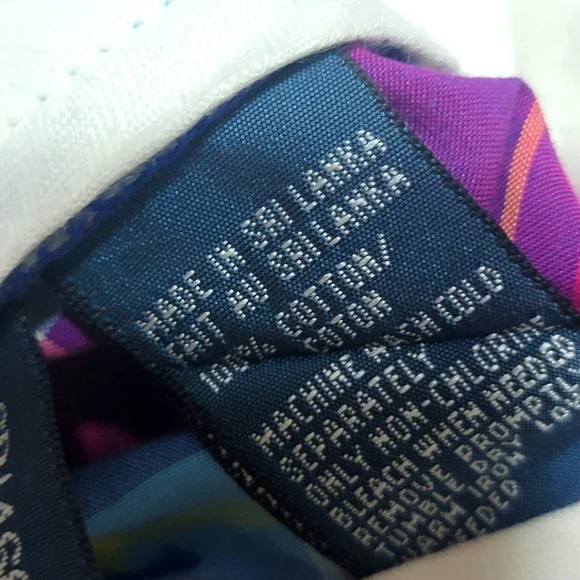 MADE IN SRI LANKA
FAIT AU SRI LANKA
100% COTTON/
COTON
MACHINE WASH COLD
SEPARATELY
ONLY NON-CHLORINE
BLEACH WHEN NEEDED
REMOVE PROMPTLY
TUMBLE DRY LOW
WARM IRON
NEEDED